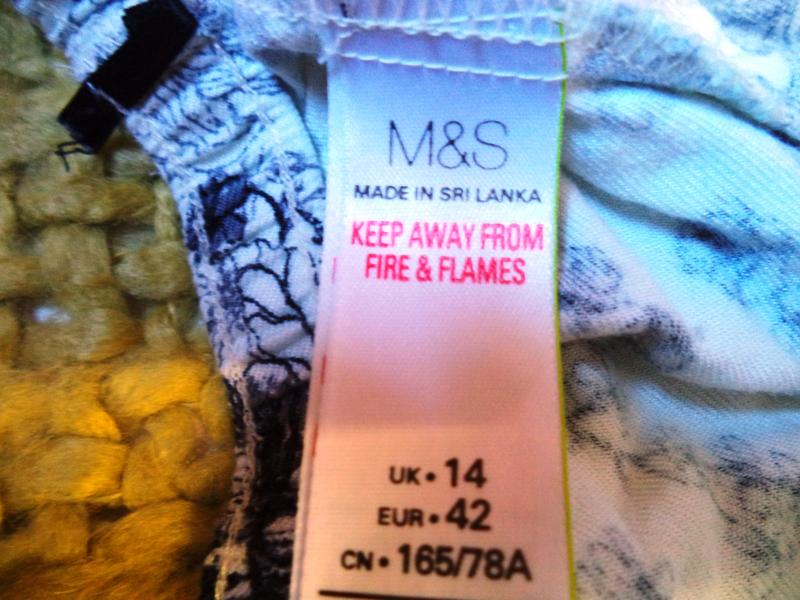 M&S
MADE IN SRI LANKA
KEEP AWAY FROM
FIRE & FLAMES
UK • 14
EUR • 42
CN • 165/78A